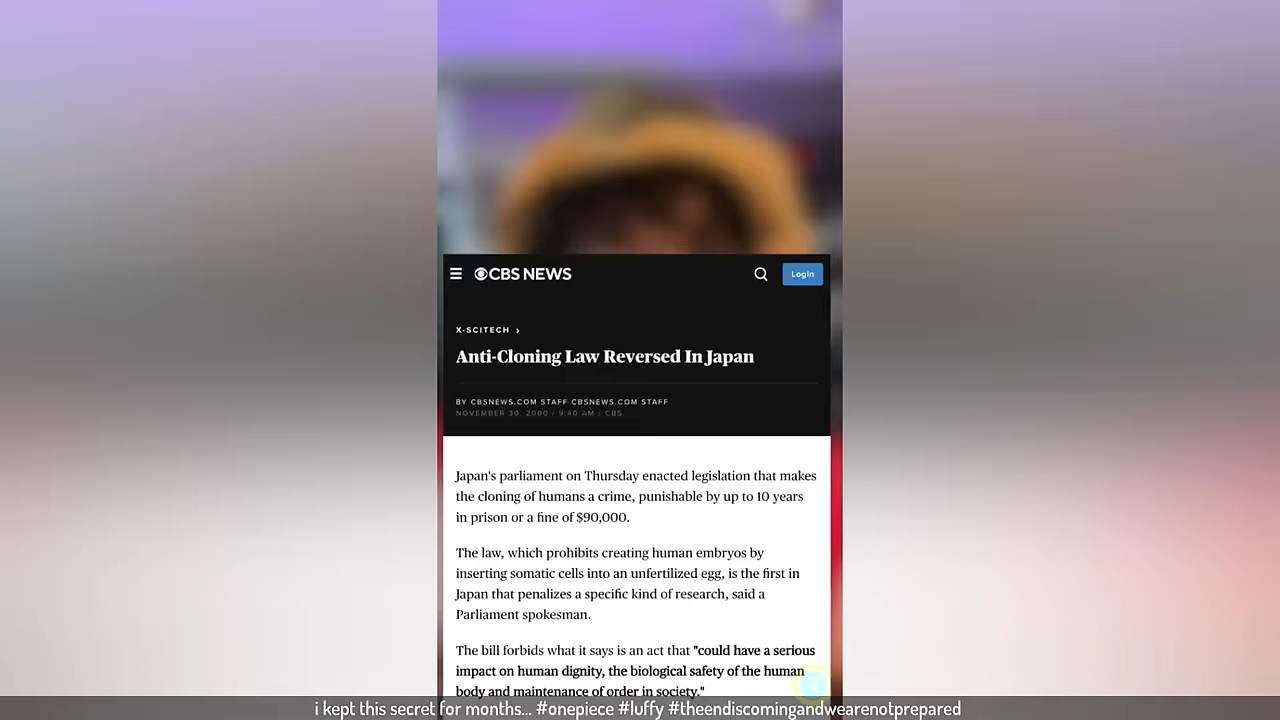 CBS NEWS
Login
X-SCITECH ›
Anti-Cloning Law Reversed In Japan
BY CBSNEWS.COM STAFF CBSNEWS.COM STAFF
NOVEMBER 30, 2000 / 9:40 AM / CBS
Japan's parliament on Thursday enacted legislation that makes
the cloning of humans a crime, punishable by up to 10 years
in prison or a fine of $90,000.
The law, which prohibits creating human embryos by
inserting somatic cells into an unfertilized egg, is the first in
Japan that penalizes a specific kind of research, said a
Parliament spokesman.
The bill forbids what it says is an act that "could have a serious
impact on human dignity, the biological safety of the human
body and maintenance of order in society."
i kept this secret for months... #onepiece #luffy #theendiscomingandwearenotprepared